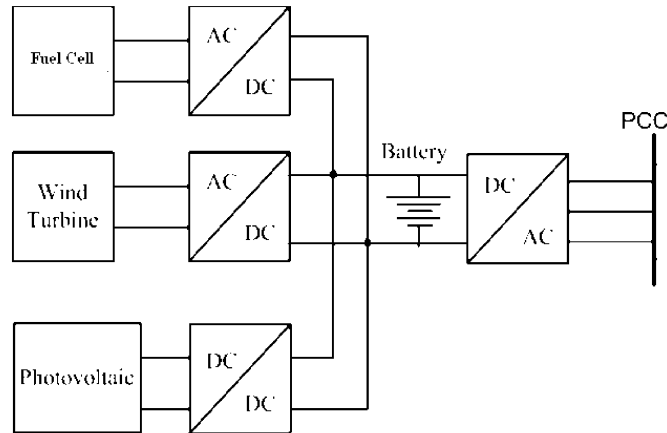 Fuel Cell
AC
DC
PCC
Battery
Wind
Turbine
AC
DC
DC
AC
Photovoltaic
DC
DC